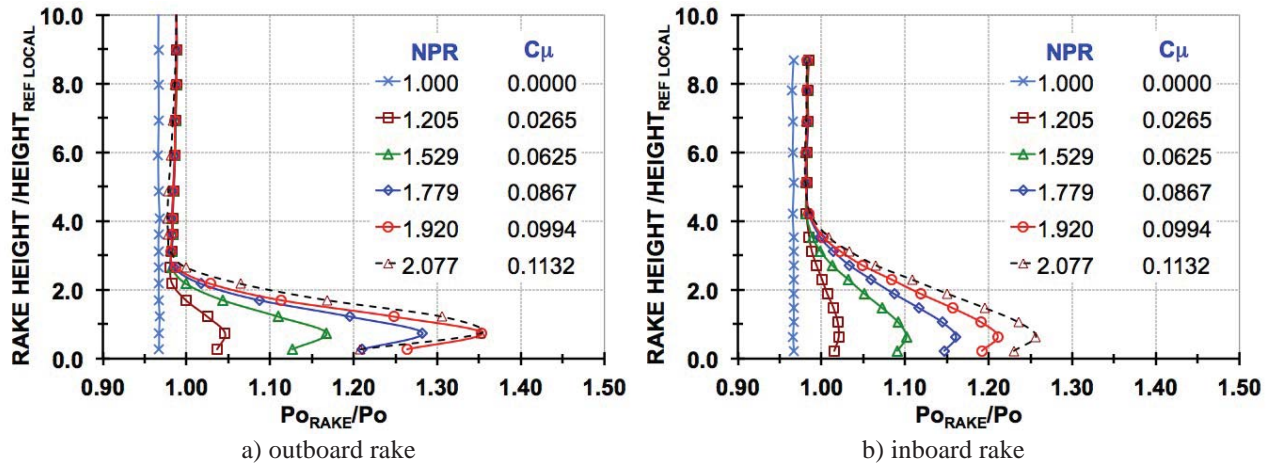 RAKE HEIGHT /HEIGHT REF LOCAL
10.0
8.0
6.0
4.0
2.0
0.0
NPR Cμ
1.000 0.0000
1.205 0.0265
1.529 0.0625
1.779 0.0867
1.920 0.0994
2.077 0.1132
0.90 1.00 1.10 1.20 1.30 1.40 1.50
Po RAKE/Po
a) outboard rake
RAKE HEIGHT /HEIGHT REF LOCAL
10.0
8.0
6.0
4.0
2.0
0.0
NPR Cμ
1.000 0.0000
1.205 0.0265
1.529 0.0625
1.779 0.0867
1.920 0.0994
2.077 0.1132
0.90 1.00 1.10 1.20 1.30 1.40 1.50
Po RAKE/Po
b) inboard rake